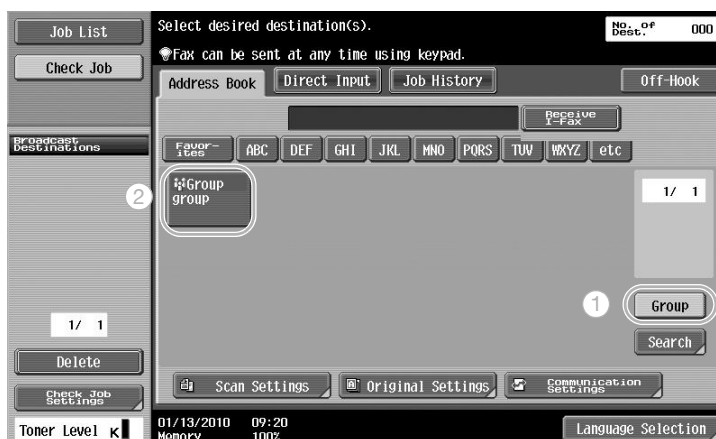 Job List
Check Job
Broadcast
Destinations
1/ 1
Delete
Check Job
Settings
Toner Level K
Select desired destination(s).
Fax can be sent at any time using keypad.
No. of
Dest. 000
Address Book Direct Input Job History Off-Hook
Receive
I-Fax
Favor-
ites ABC DEF GHI JKL MNO PQRS TUV WXYZ etc
2
Group
group
1/ 1
1
Group
Search
Scan Settings Original Settings Communication
Settings
01/13/2010 09:20
Memory 100%
Language Selection